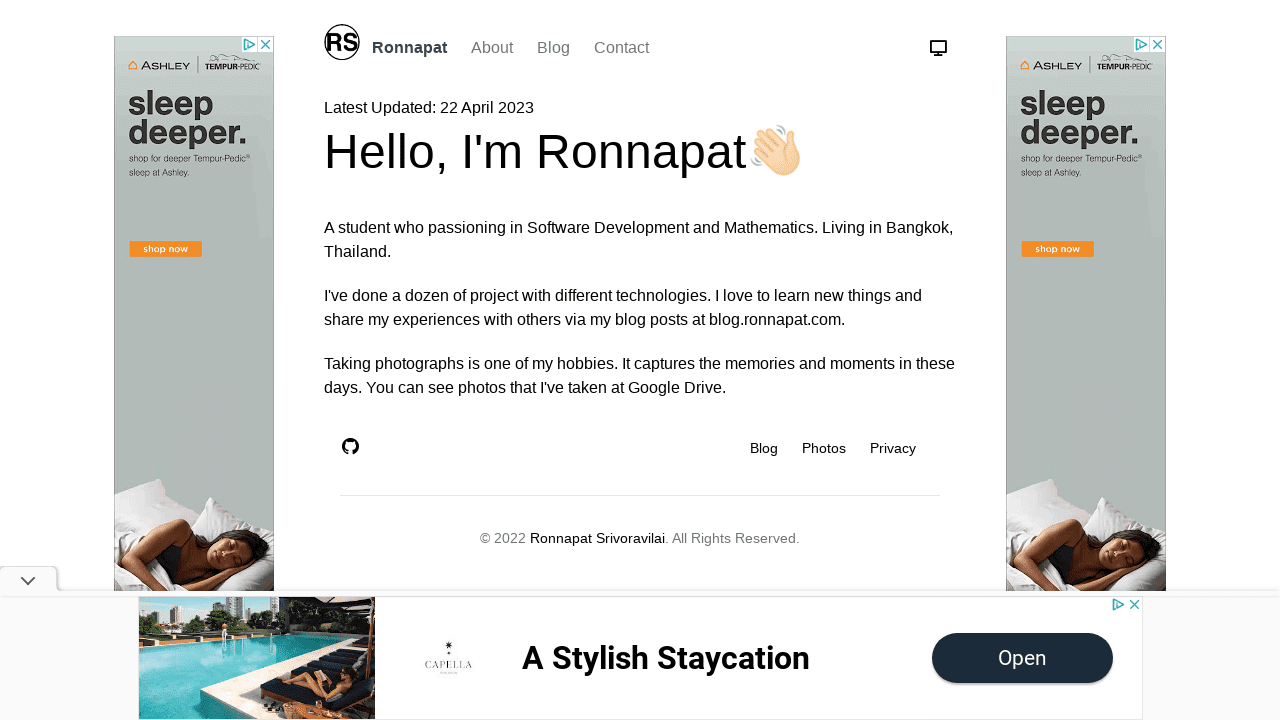 RS
Ronnapat
About
Blog
Contact
Latest Updated: 22 April 2023
Hello, I'm Ronnapat
A student who passioning in Software Development and Mathematics. Living in Bangkok,
Thailand.
I've done a dozen of project with different technologies. I love to learn new things and
share my experiences with others via my blog posts at blog.ronnapat.com.
Taking photographs is one of my hobbies. It captures the memories and moments in these
days. You can see photos that I've taken at Google Drive.
Blog
Photos
Privacy
© 2022 Ronnapat Srivoravilai. All Rights Reserved.
ASHLEY
TEMPUR-PEDIC
sleep
deeper.
shop for deeper Tempur-Pedic®
sleep at Ashley.
shop now
ASHLEY
TEMPUR-PEDIC
sleep
deeper.
shop for deeper Tempur-Pedic®
sleep at Ashley.
shop now
CAPELLA
A Stylish Staycation
Open